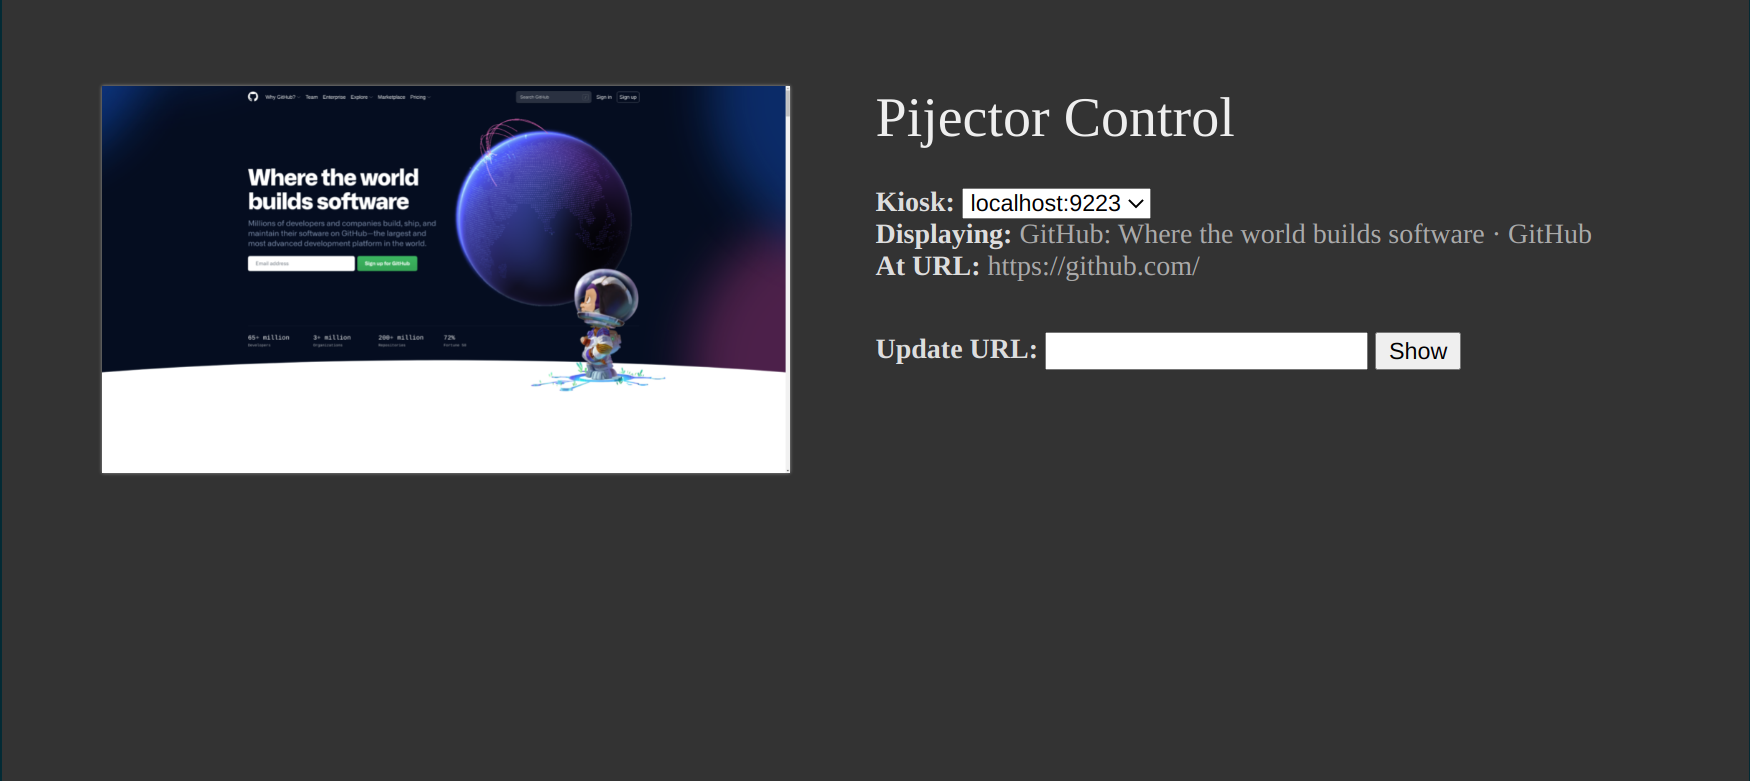 Why GitHub? Team Enterprise Explore Marketplace Pricing
Search GitHub
Sign in
Sign up
Where the world
builds software
Millions of developers and companies build, ship, and
maintain their software on GitHub—the largest and
most advanced development platform in the world.
Email address
Sign up for GitHub
65+ million 3+ million 200+ million 72%
Developers Organizations Repositories Fortune 50
Pijector Control
Kiosk: localhost:9223
Displaying: GitHub: Where the world builds software · GitHub
At URL: https://github.com/
Update URL: Show